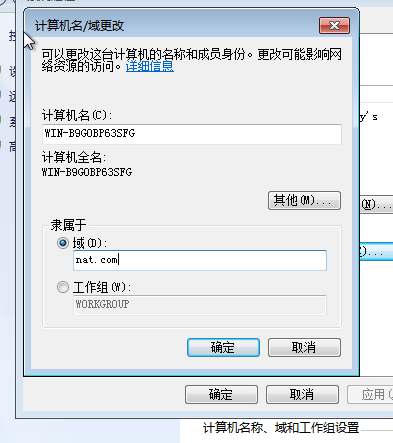 计算机名/域更改
可以更改这台计算机的名称和成员身份。更改可能影响网
络资源的访问。详细信息
计算机名(C):
WIN-B9GOBP63SFG
计算机全名:
WIN-B9GOBP63SFG
其他(M)...
隶属于
域(D):
nat.com
工作组(W):
WORKGROUP
确定
取消
y's
(N)...
)...
确定
取消
应用(
计算机名称、域和工作组设置